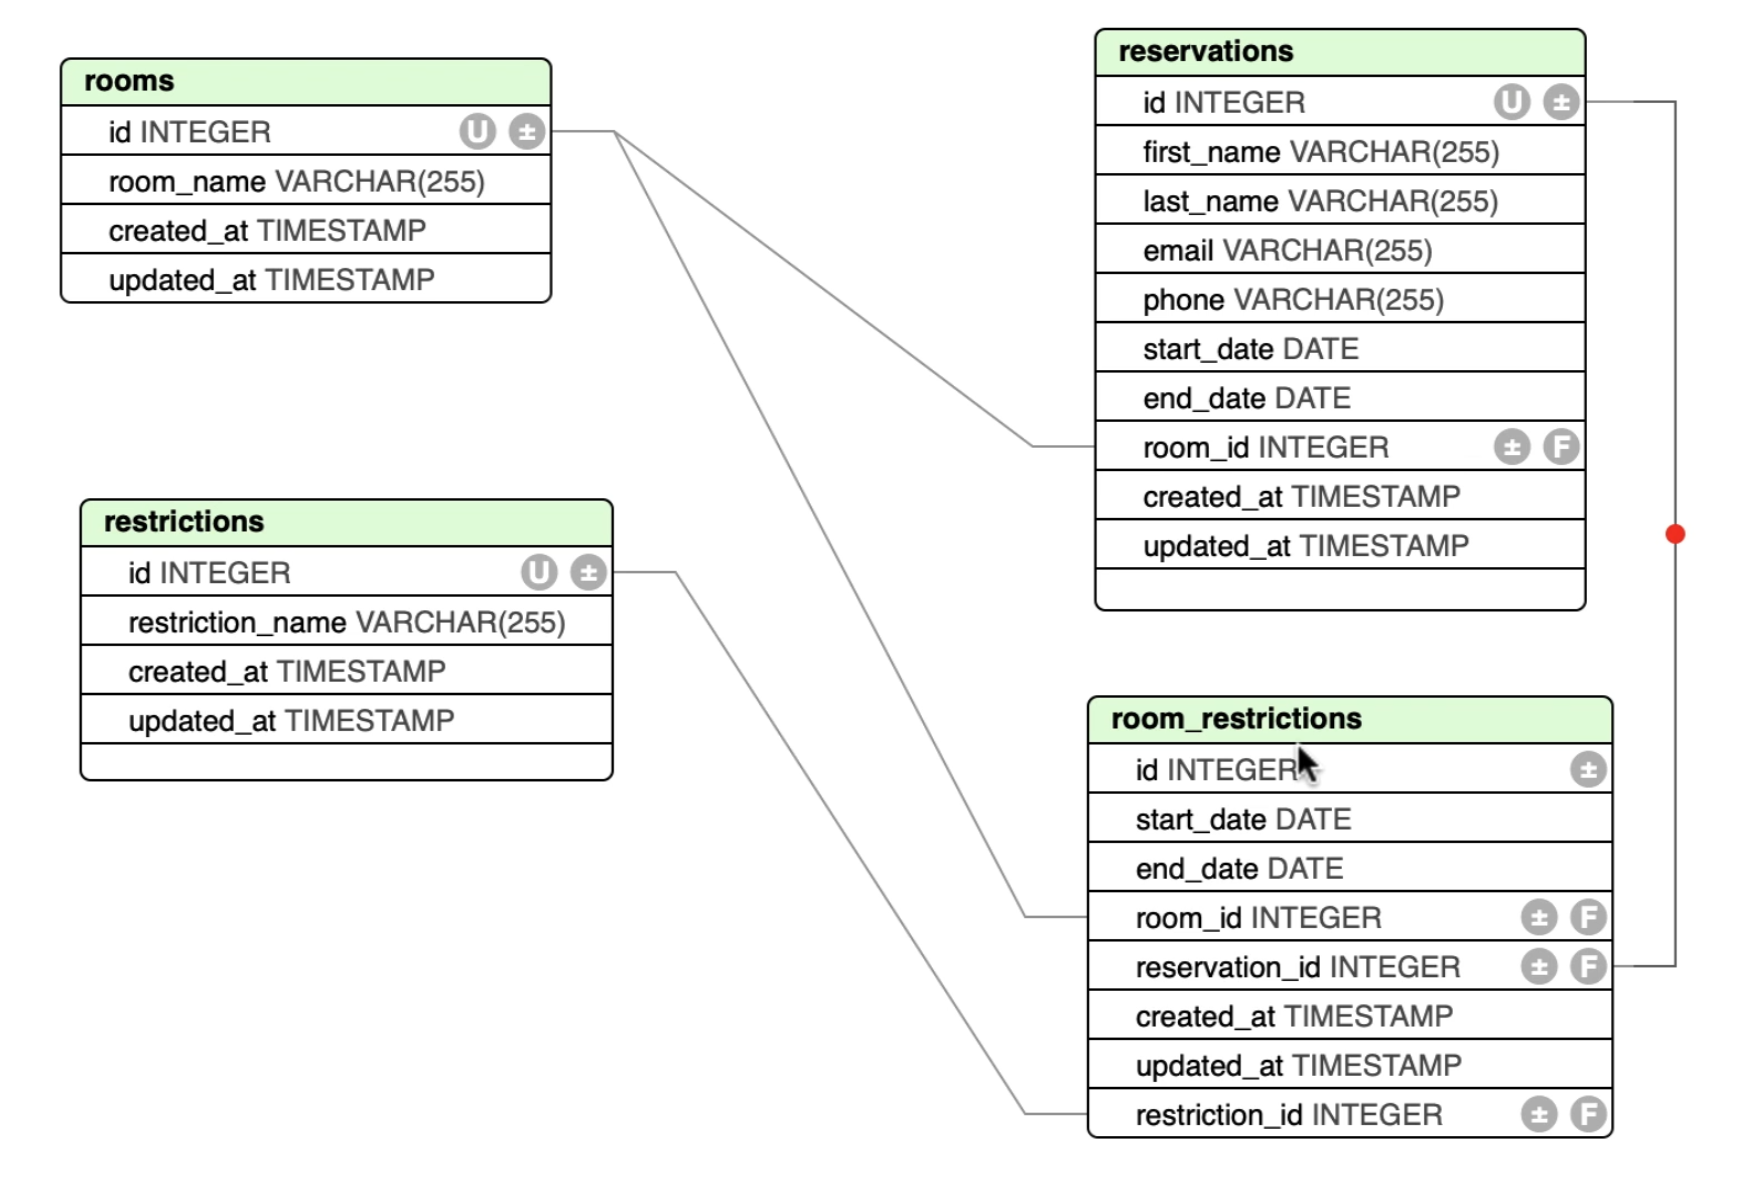 rooms
id INTEGER U ±
room_name VARCHAR(255)
created_at TIMESTAMP
updated_at TIMESTAMP
restrictions
id INTEGER U ±
restriction_name VARCHAR(255)
created_at TIMESTAMP
updated_at TIMESTAMP
reservations
id INTEGER U ±
first_name VARCHAR(255)
last_name VARCHAR(255)
email VARCHAR(255)
phone VARCHAR(255)
start_date DATE
end_date DATE
room_id INTEGER ± F
created_at TIMESTAMP
updated_at TIMESTAMP
room_restrictions
id INTEGER ±
start_date DATE
end_date DATE
room_id INTEGER ± F
reservation_id INTEGER ± F
created_at TIMESTAMP
updated_at TIMESTAMP
restriction_id INTEGER ± F